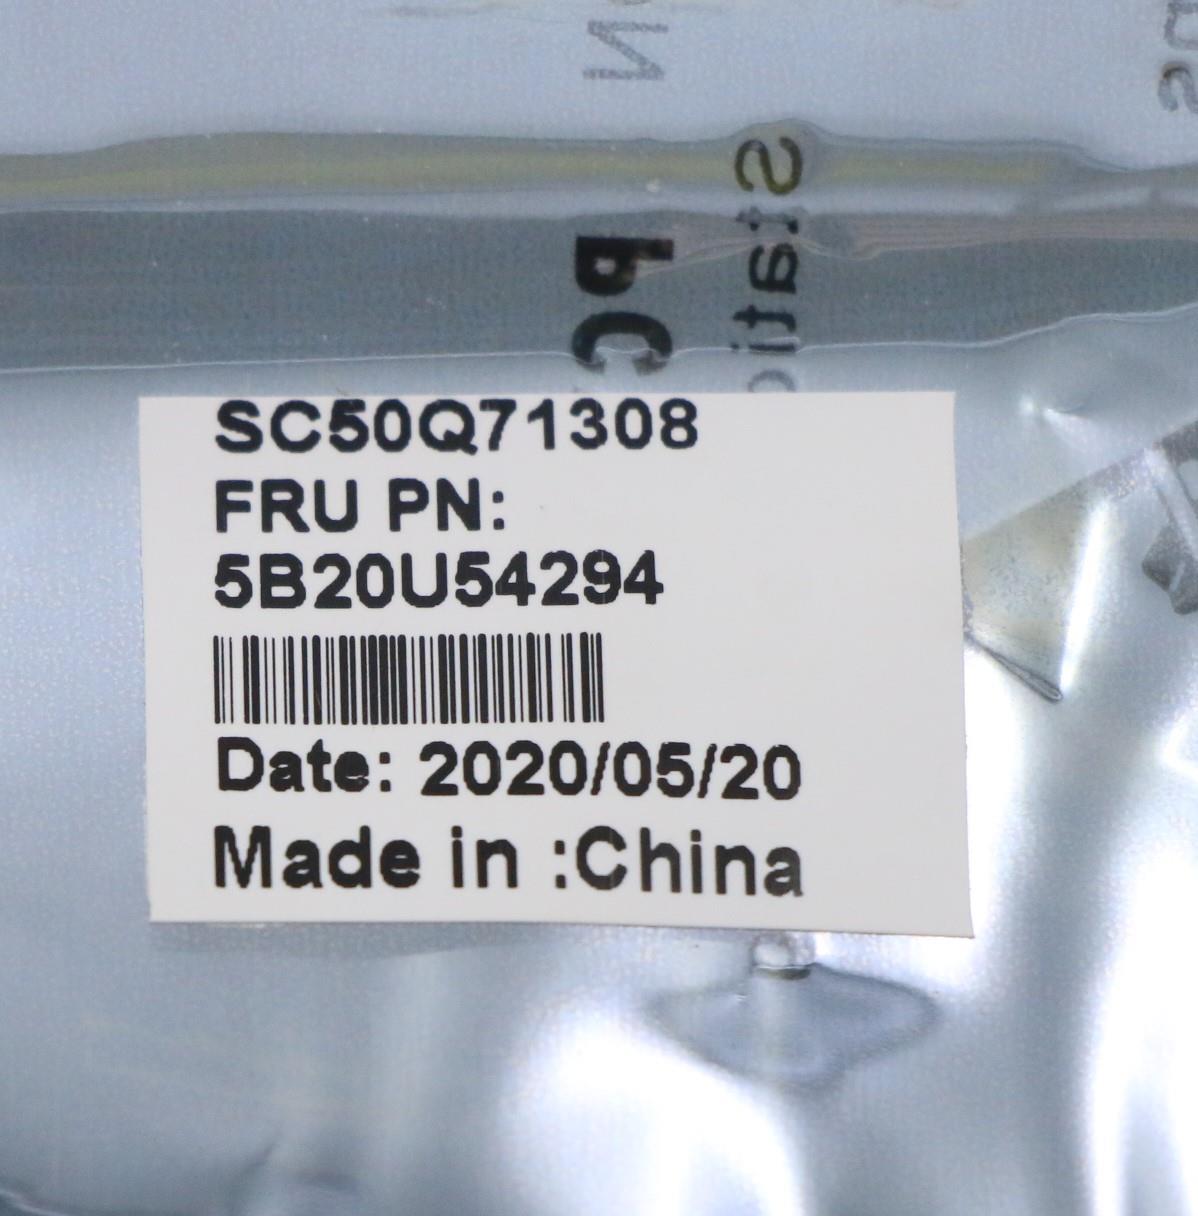 SC50Q71308
FRU PN:
5B20U54294
Date: 2020/05/20
Made in :China